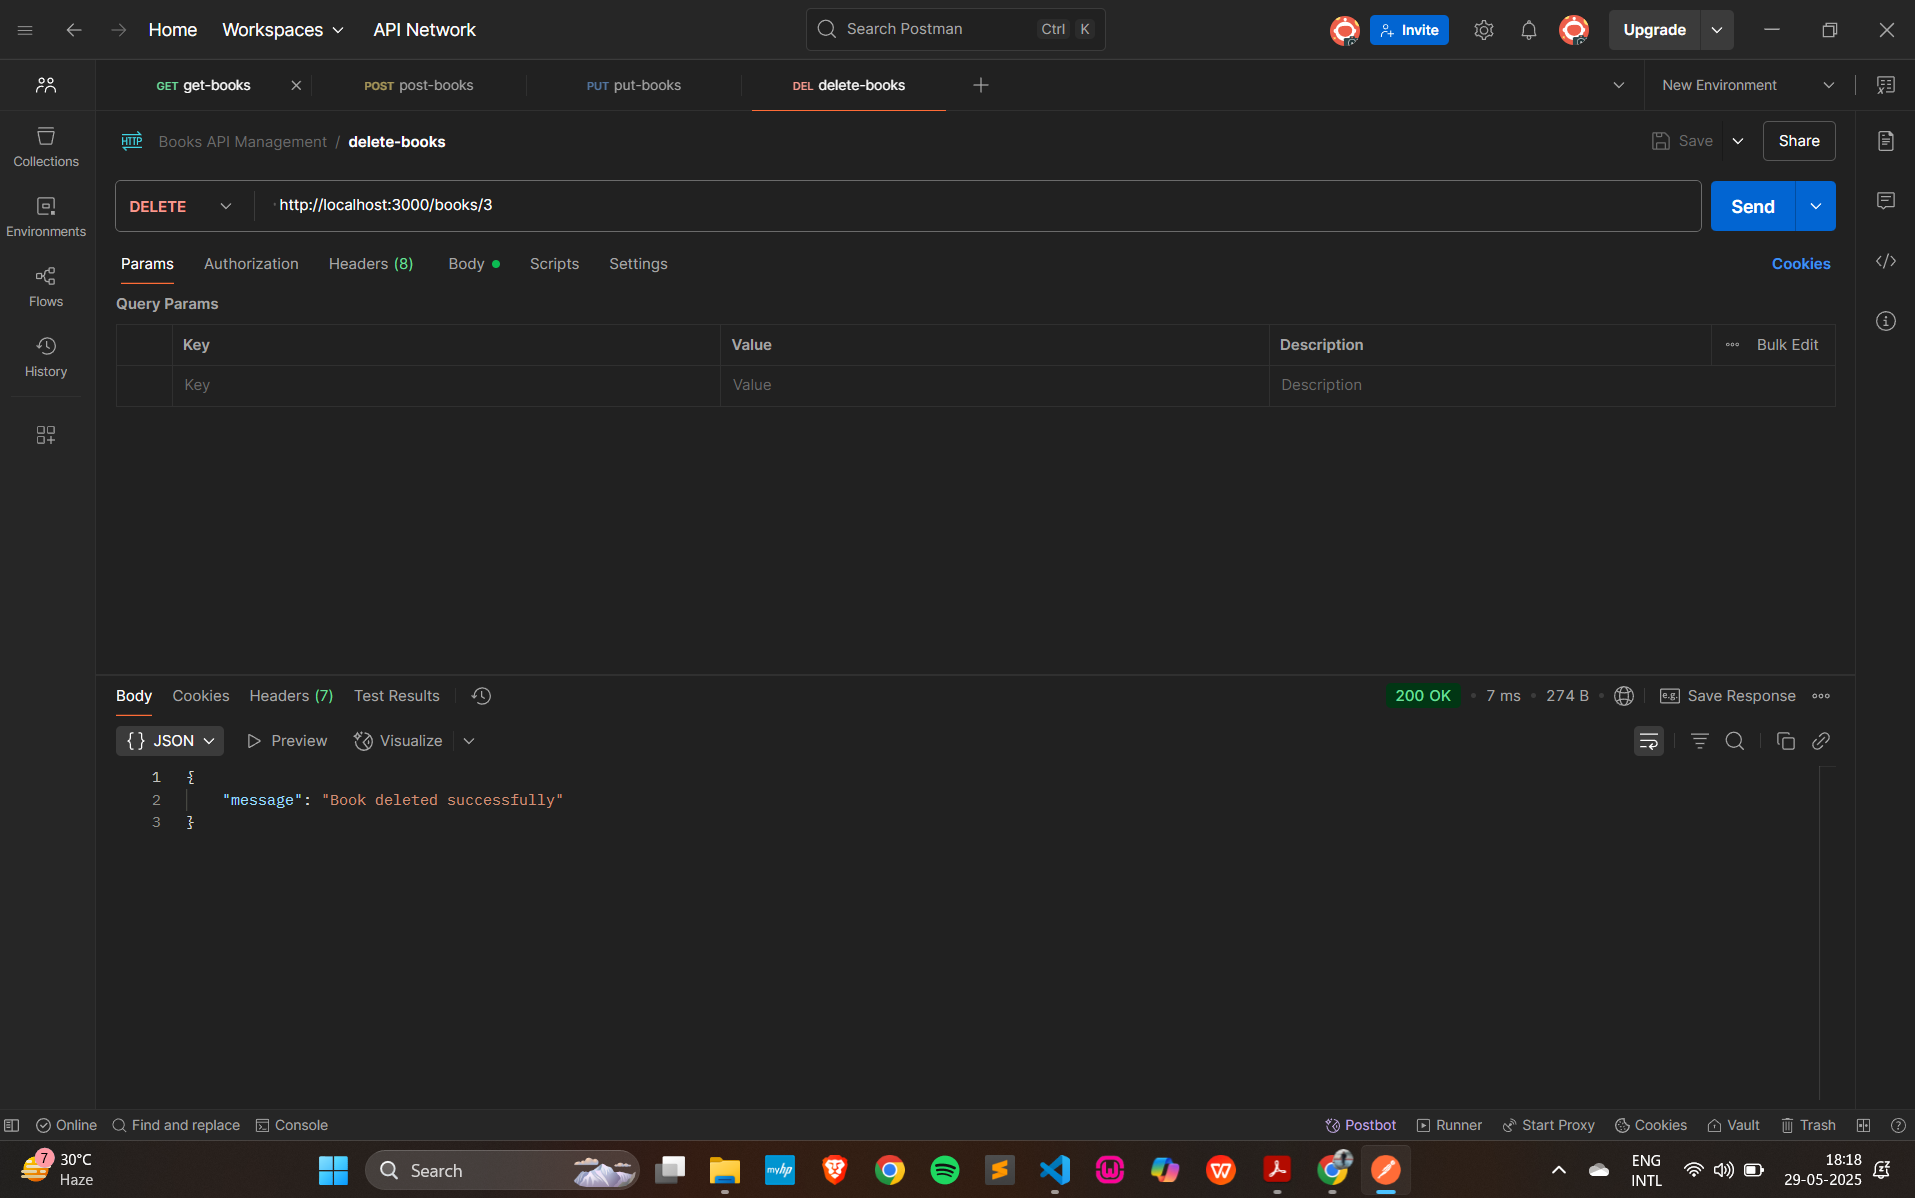 Home Workspaces API Network Search Postman Ctrl K Invite Upgrade
GET get-books POST post-books PUT put-books DEL delete-books New Environment
HTTP Books API Management / delete-books Save Share
Collections
DELETE http://localhost:3000/books/3 Send
Environments
Params Authorization Headers (8) Body Scripts Settings Cookies
Flows
Query Params
Key Value Description Bulk Edit
History
Key Value Description
Body Cookies Headers (7) Test Results 200 OK • 7 ms • 274 B • e.g. Save Response
{} JSON Preview Visualize
1 {
2 "message": "Book deleted successfully"
3 }
Online Find and replace Console Postbot Runner Start Proxy Cookies Vault Trash
7 30°C
Haze
Search
myhp
ENG
INTL
18:18
29-05-2025